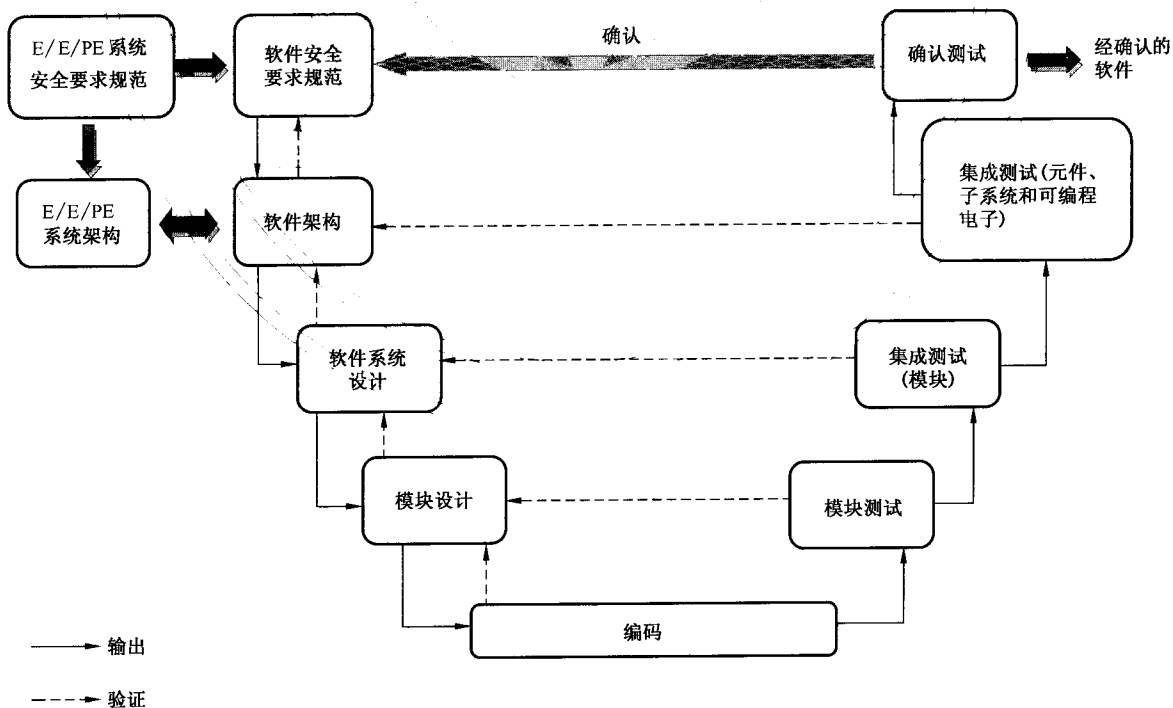 E/E/PE 系统
安全要求规范
软件安全
要求规范
确认
确认测试
经确认的
软件
E/E/PE
系统架构
软件架构
集成测试(元件、
子系统和可编程
电子)
软件系统
设计
集成测试
(模块)
模块设计
模块测试
编码
输出
验证